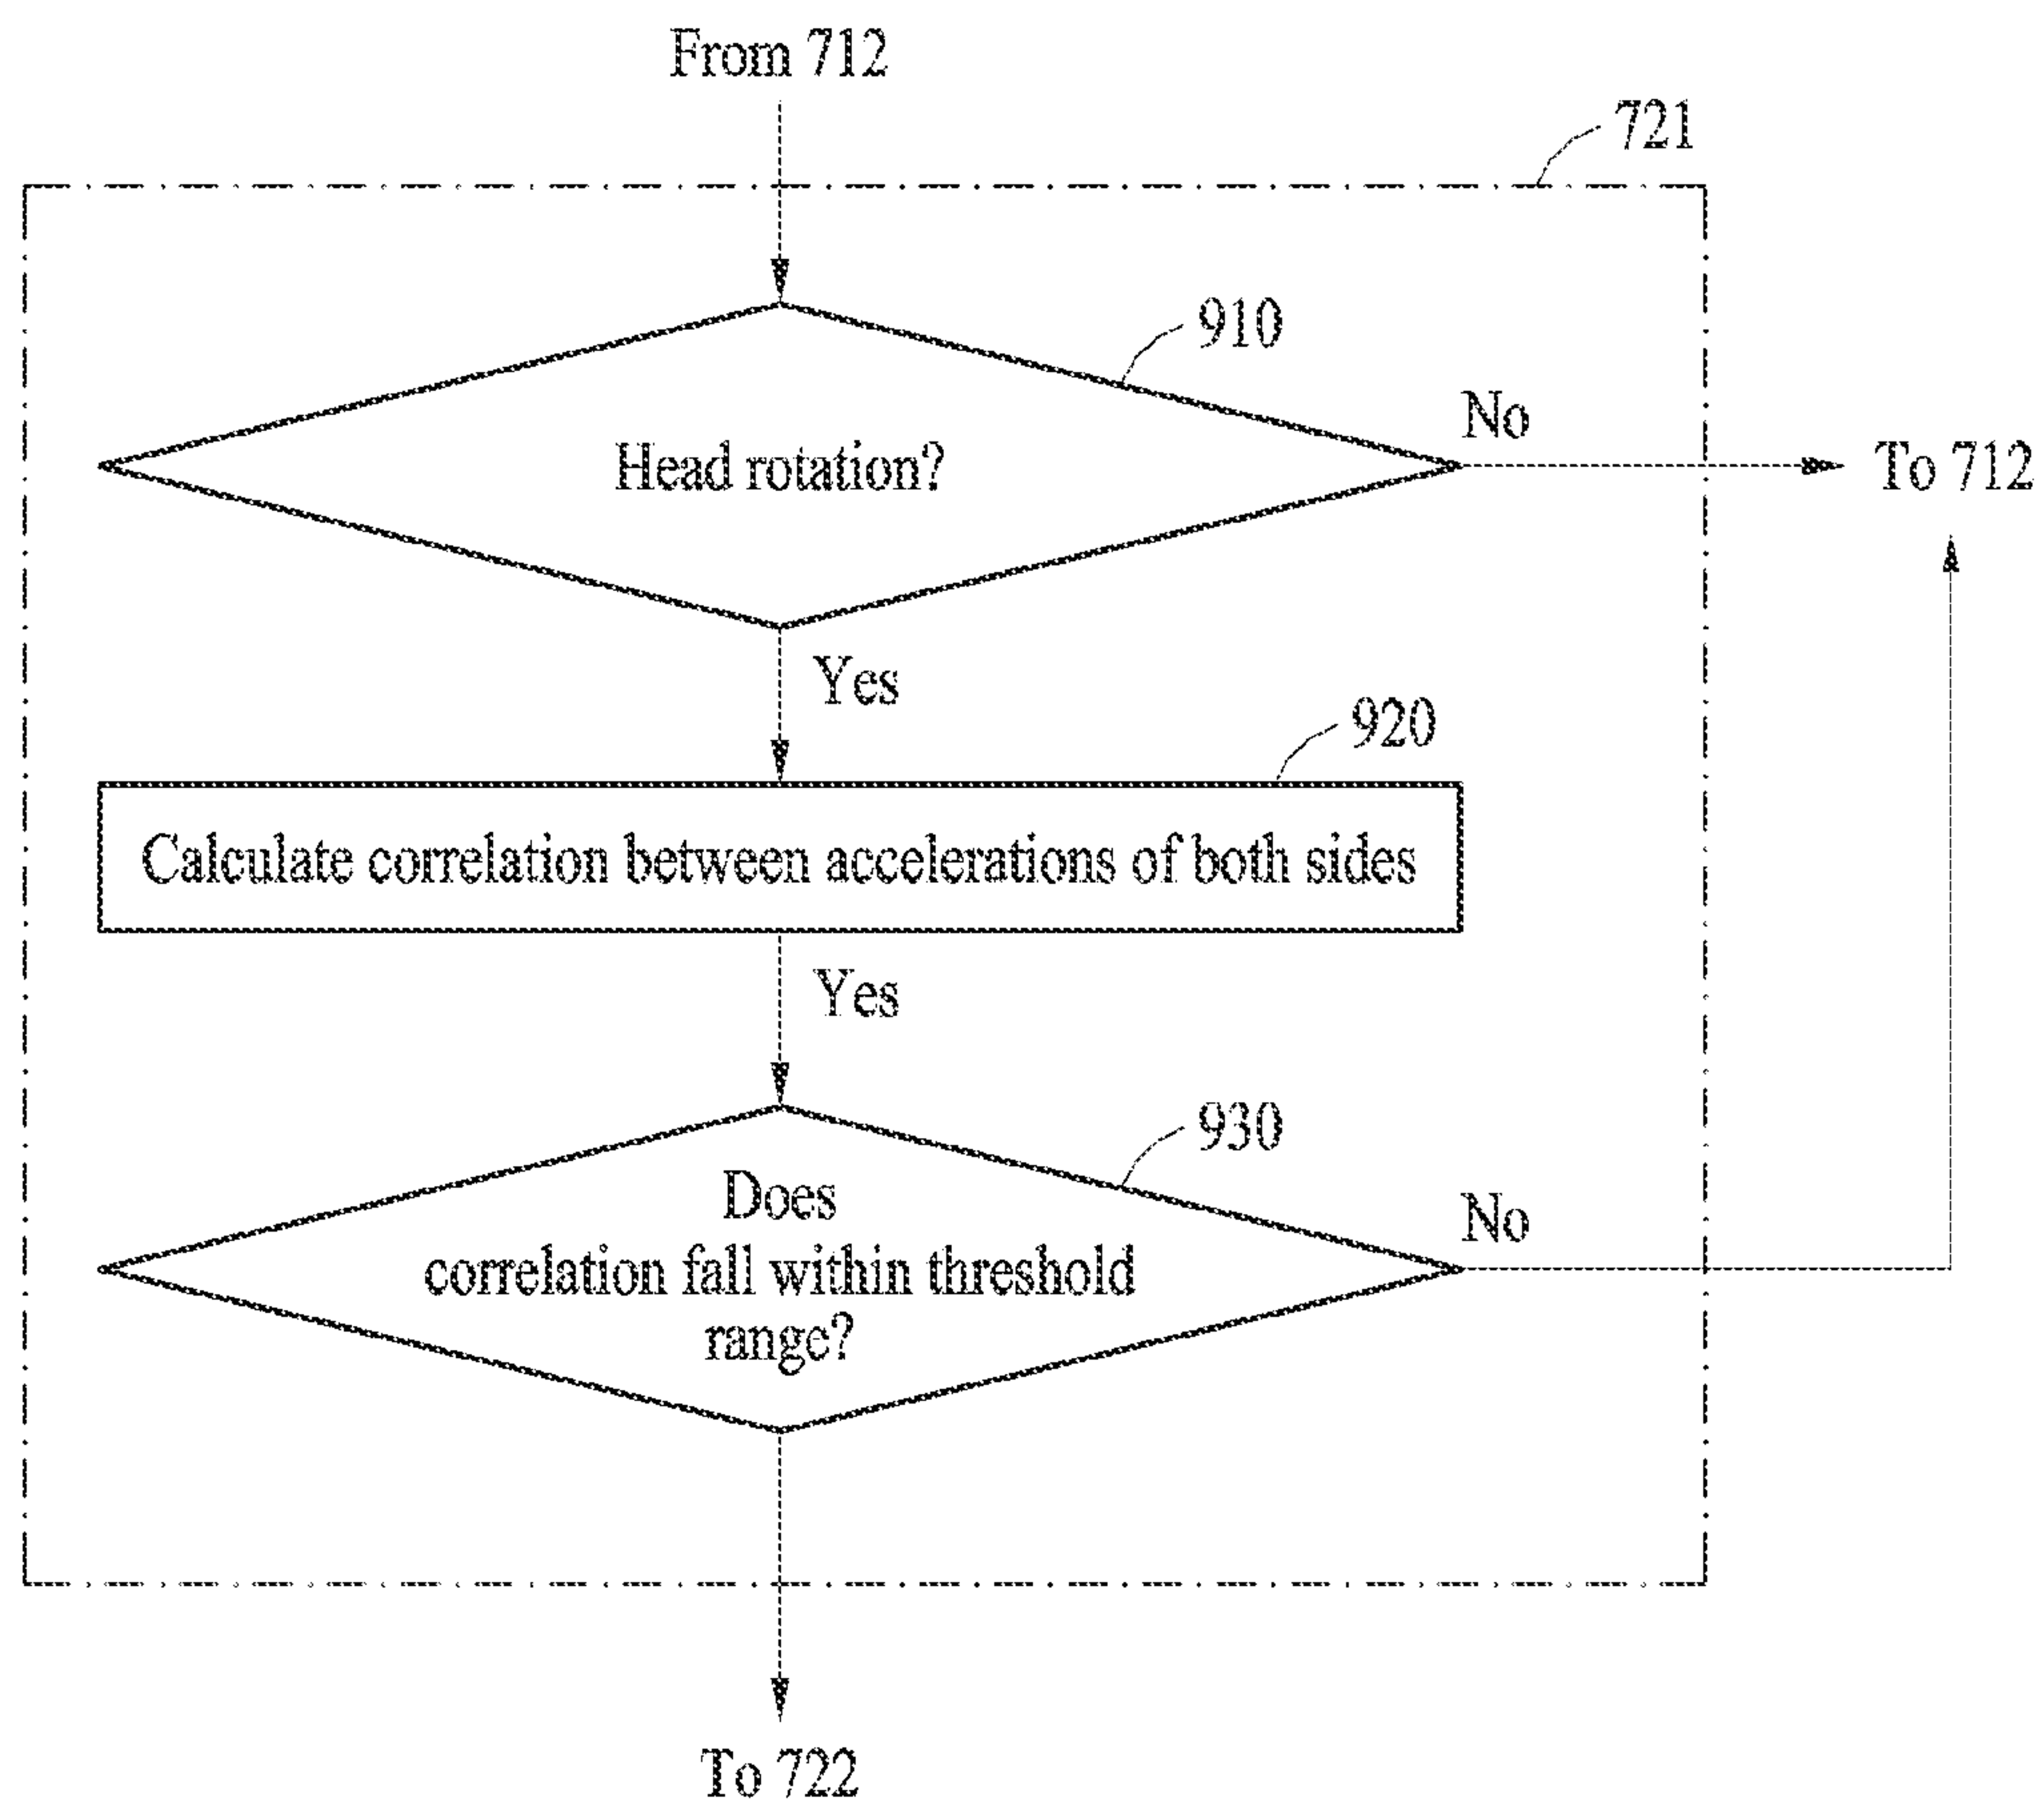 From 712
721
910
No
Head rotation?
To 712
Yes
920
Calculate correlation between accelerations of both sides
Yes
930
Does
No
correlation fall within threshold
range?
To 722